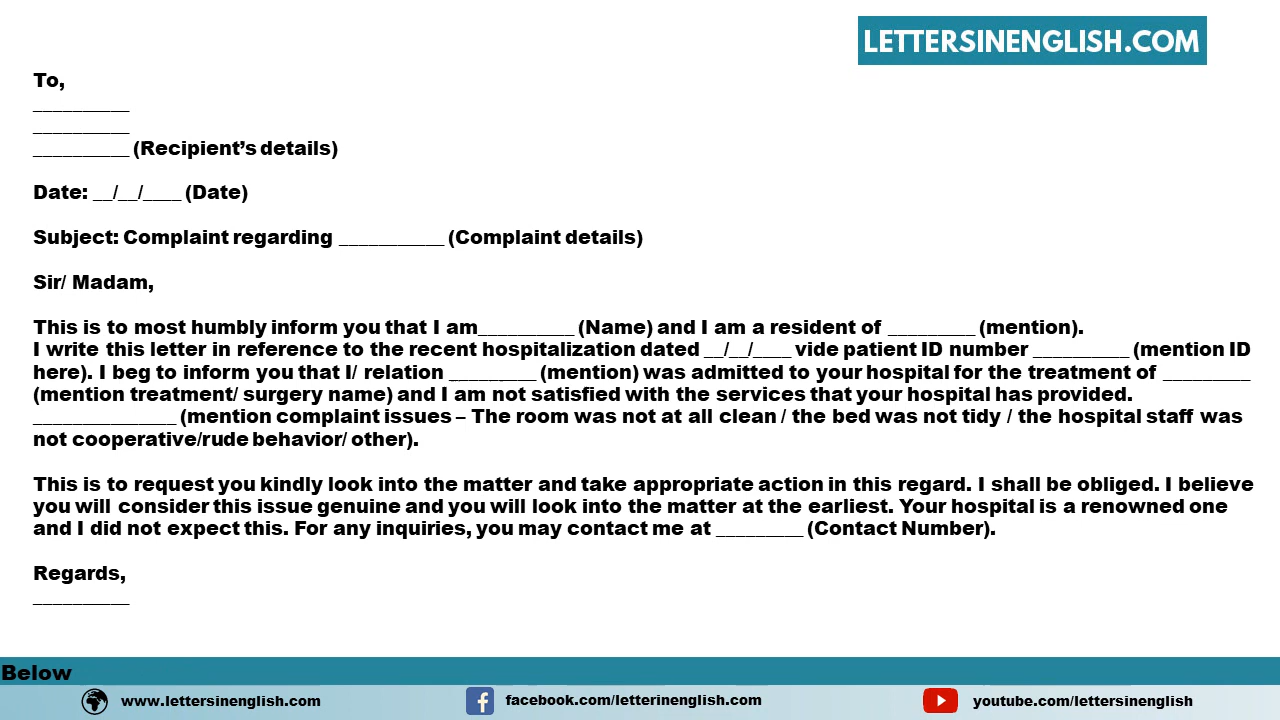 LETTERSINENGLISH.COM
To,
__________
__________
__________ (Recipient’s details)
Date: __/__/____ (Date)
Subject: Complaint regarding ___________ (Complaint details)
Sir/ Madam,
This is to most humbly inform you that I am__________ (Name) and I am a resident of _________ (mention).
I write this letter in reference to the recent hospitalization dated __/__/____ vide patient ID number __________ (mention ID
here). I beg to inform you that I/ relation _________ (mention) was admitted to your hospital for the treatment of _________
(mention treatment/ surgery name) and I am not satisfied with the services that your hospital has provided.
_______________ (mention complaint issues – The room was not at all clean / the bed was not tidy / the hospital staff was
not cooperative/rude behavior/ other).
This is to request you kindly look into the matter and take appropriate action in this regard. I shall be obliged. I believe
you will consider this issue genuine and you will look into the matter at the earliest. Your hospital is a renowned one
and I did not expect this. For any inquiries, you may contact me at _________ (Contact Number).
Regards,
__________
Below
www.lettersinenglish.com
facebook.com/letterinenglish.com
youtube.com/lettersinenglish